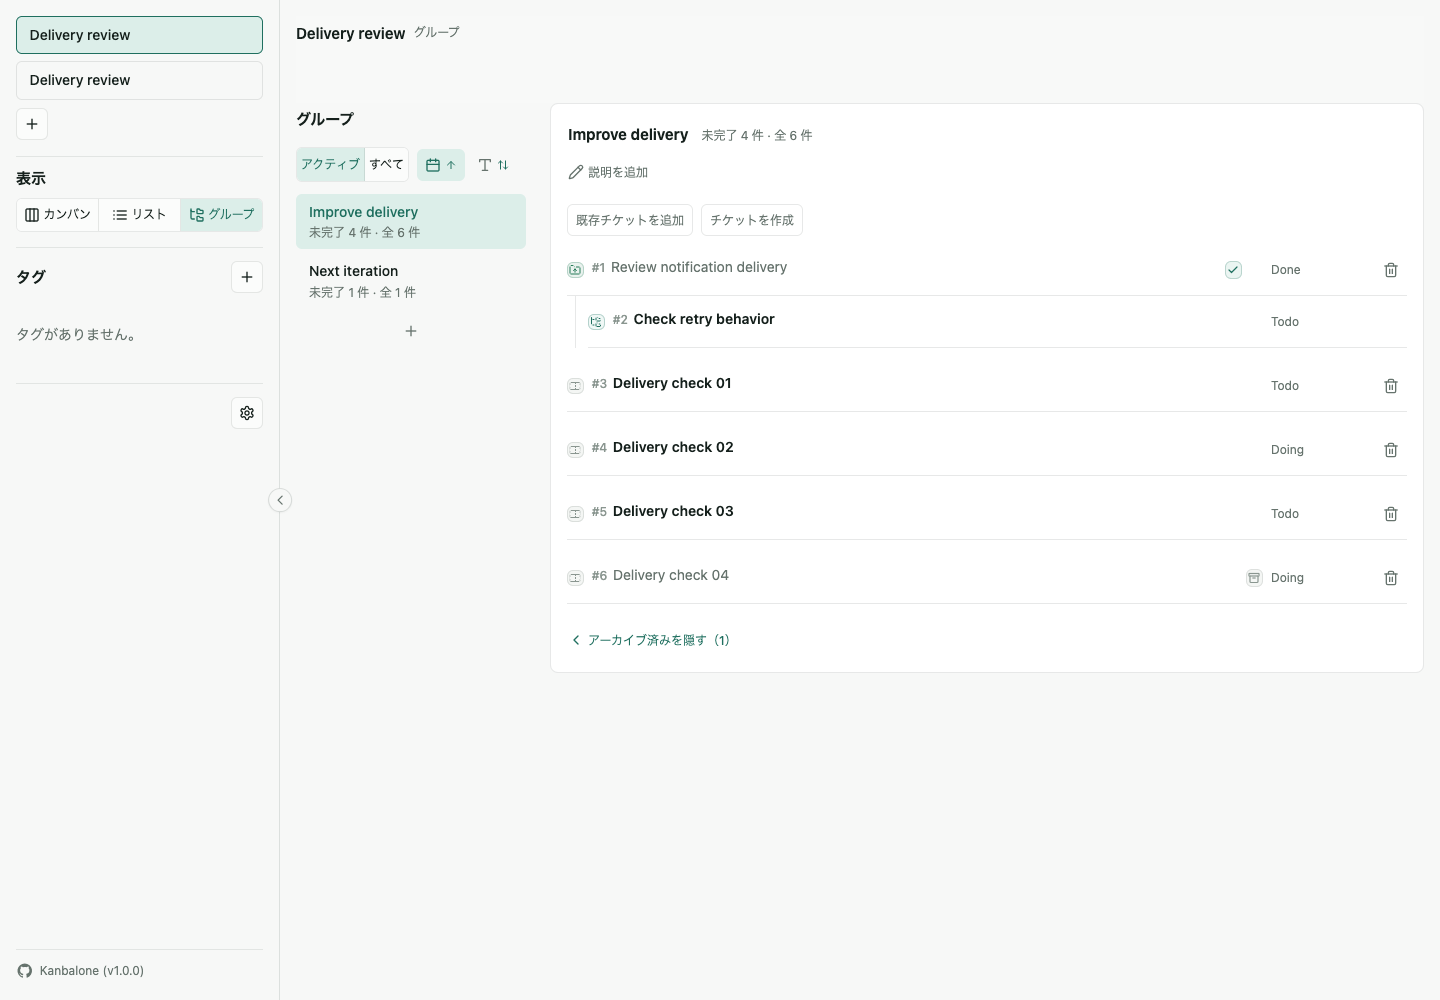 Delivery review
Delivery review
表示
カンバン
リスト
グループ
タグ
タグがありません。
Kanbalone (v1.0.0)
Delivery review グループ
グループ
アクティブ すべて
Improve delivery
未完了 4 件 · 全 6 件
Next iteration
未完了 1 件 · 全 1 件
Improve delivery 未完了 4 件 · 全 6 件
説明を追加
既存チケットを追加 チケットを作成
#1 Review notification delivery Done
#2 Check retry behavior Todo
#3 Delivery check 01 Todo
#4 Delivery check 02 Doing
#5 Delivery check 03 Todo
#6 Delivery check 04 Doing
アーカイブ済みを隠す（1）